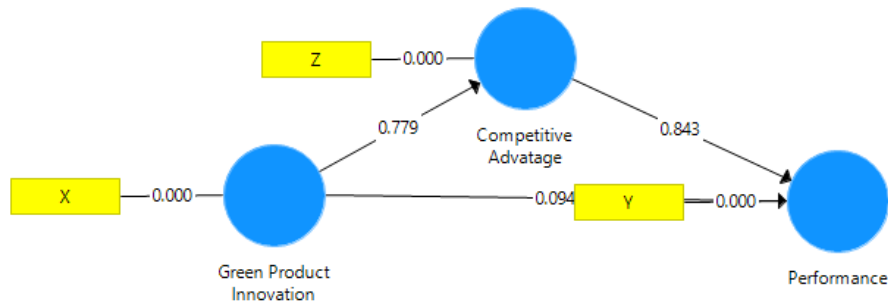 Z
0.000
0.779
Competitive
Advatage
0.843
X
0.000
0.094
Y
0.000
Green Product
Innovation
Performance